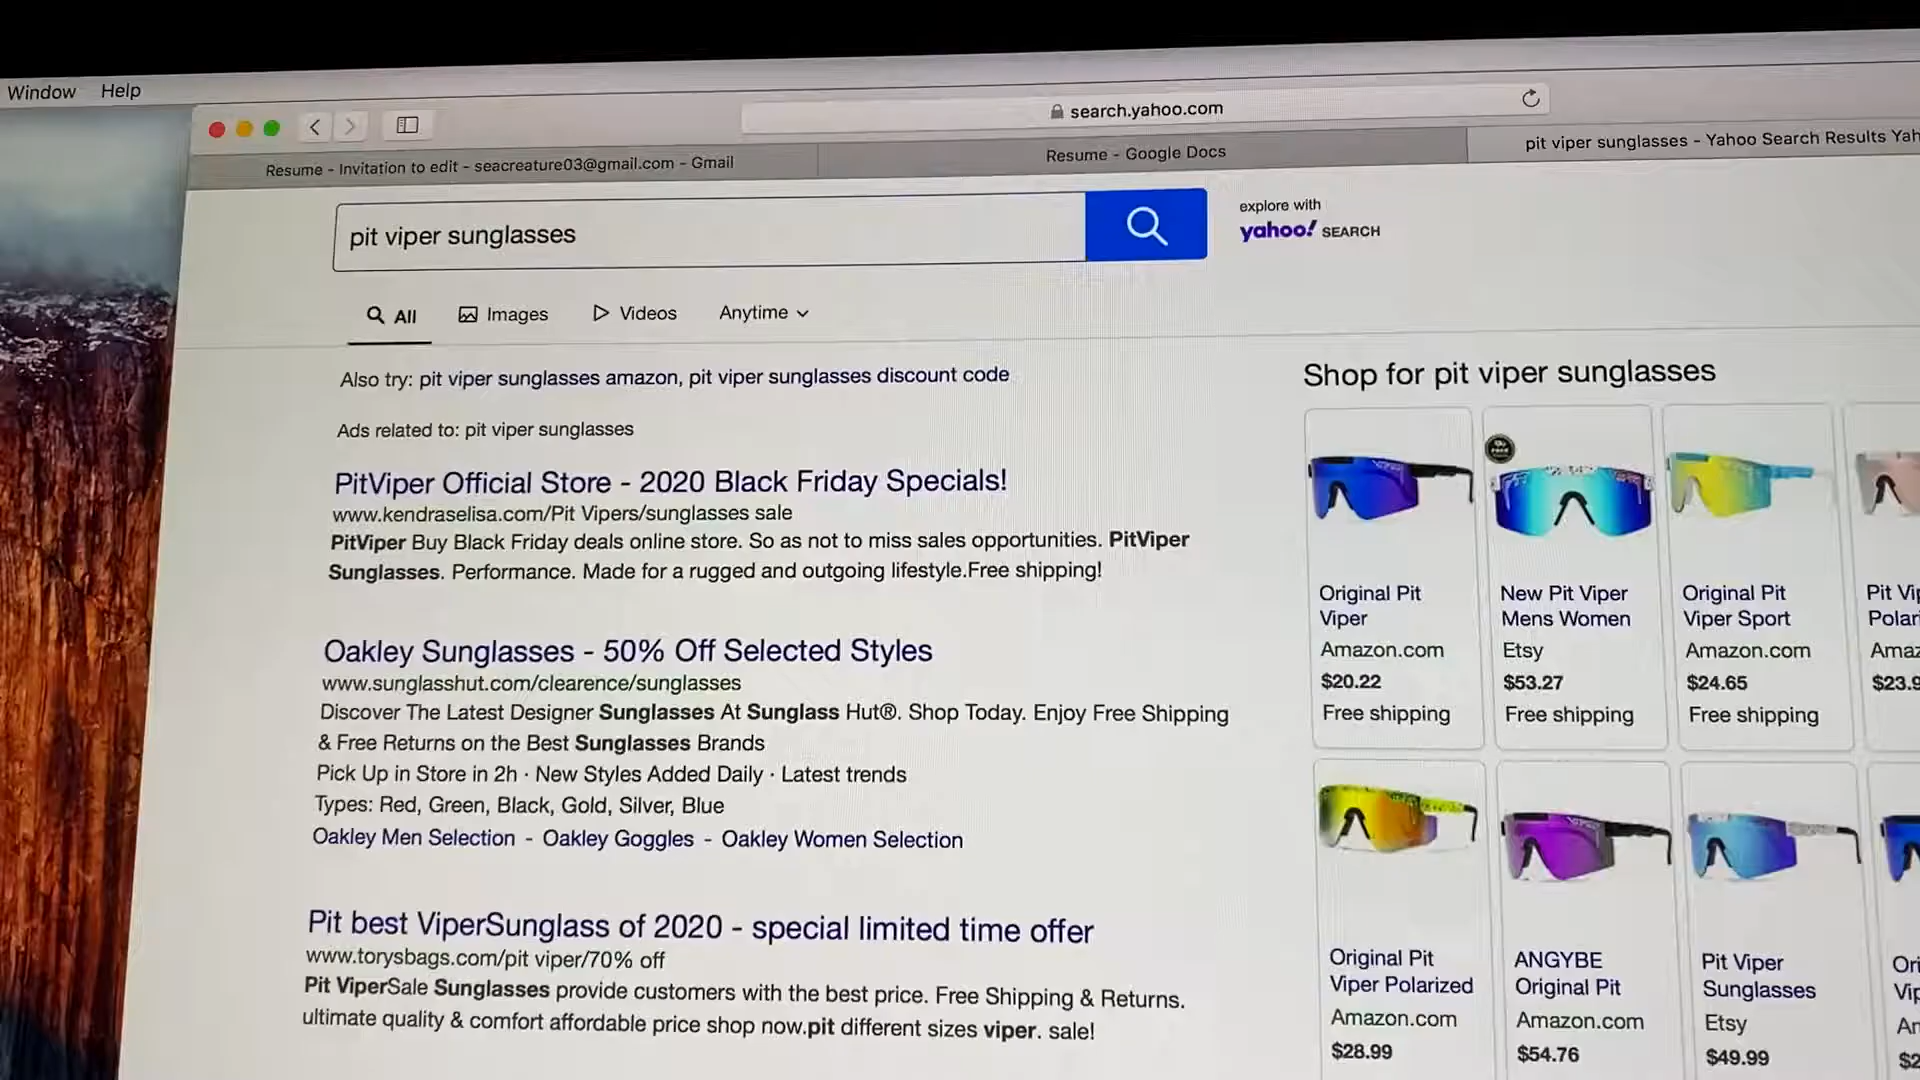 Window Help
search.yahoo.com
Resume - Invitation to edit - seacreature03@gmail.com - Gmail
Resume - Google Docs
pit viper sunglasses - Yahoo Search Results Yah
pit viper sunglasses
explore with
yahoo! SEARCH
All
Images
Videos
Anytime
Also try: pit viper sunglasses amazon, pit viper sunglasses discount code
Ads related to: pit viper sunglasses
PitViper Official Store - 2020 Black Friday Specials!
www.kendraselisa.com/Pit Vipers/sunglasses sale
PitViper Buy Black Friday deals online store. So as not to miss sales opportunities. PitViper
Sunglasses. Performance. Made for a rugged and outgoing lifestyle.Free shipping!
Oakley Sunglasses - 50% Off Selected Styles
www.sunglasshut.com/clearence/sunglasses
Discover The Latest Designer Sunglasses At Sunglass Hut®. Shop Today. Enjoy Free Shipping
& Free Returns on the Best Sunglasses Brands
Pick Up in Store in 2h · New Styles Added Daily · Latest trends
Types: Red, Green, Black, Gold, Silver, Blue
Oakley Men Selection - Oakley Goggles - Oakley Women Selection
Pit best ViperSunglass of 2020 - special limited time offer
www.torysbags.com/pit viper/70% off
Pit ViperSale Sunglasses provide customers with the best price. Free Shipping & Returns.
ultimate quality & comfort affordable price shop now.pit different sizes viper. sale!
Shop for pit viper sunglasses
Original Pit
Viper
Amazon.com
$20.22
Free shipping
New Pit Viper
Mens Women
Etsy
$53.27
Free shipping
Original Pit
Viper Sport
Amazon.com
$24.65
Free shipping
Pit Vip
Polari
Amaz
$23.9
Original Pit
Viper Polarized
Amazon.com
$28.99
ANGYBE
Original Pit
Amazon.com
$54.76
Pit Viper
Sunglasses
Etsy
$49.99
Ori
Vip
Am
$2